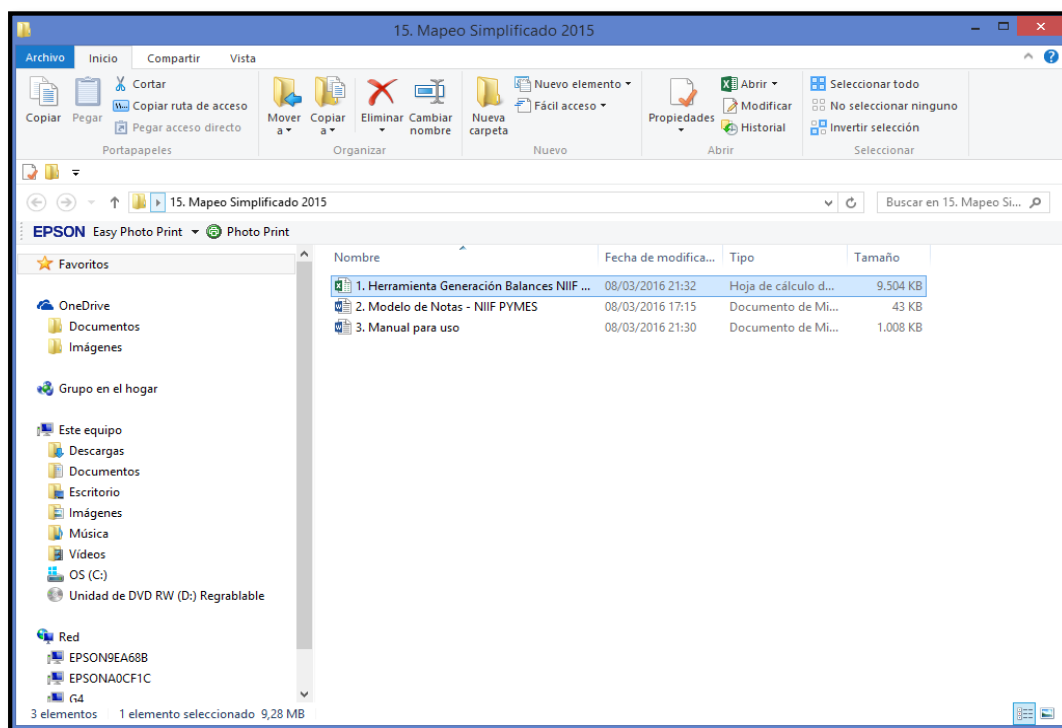 15. Mapeo Simplificado 2015
Archivo Inicio Compartir Vista
Copiar
Pegar
Cortar
Copiar ruta de acceso
Pegar acceso directo
Portapapeles
Mover a
Copiar a
Eliminar
Cambiar nombre
Organizar
Nueva carpeta
Nuevo elemento
Fácil acceso
Nuevo
Propiedades
Abrir
Modificar
Historial
Abrir
Seleccionar todo
No seleccionar ninguno
Invertir selección
Seleccionar
15. Mapeo Simplificado 2015
Buscar en 15. Mapeo Si...
EPSON Easy Photo Print Photo Print
Favoritos
OneDrive
Documentos
Imágenes
Grupo en el hogar
Este equipo
Descargas
Documentos
Escritorio
Imágenes
Música
Vídeos
OS (C:)
Unidad de DVD RW (D:) Regrablable
Red
EPSON9EA68B
EPSONA0CF1C
G4
Nombre Fecha de modifica... Tipo Tamaño
1. Herramienta Generación Balances NIIF ... 08/03/2016 21:32 Hoja de cálculo d... 9.504 KB
2. Modelo de Notas - NIIF PYMES 08/03/2016 17:15 Documento de Mi... 43 KB
3. Manual para uso 08/03/2016 21:30 Documento de Mi... 1.008 KB
3 elementos 1 elemento seleccionado 9,28 MB